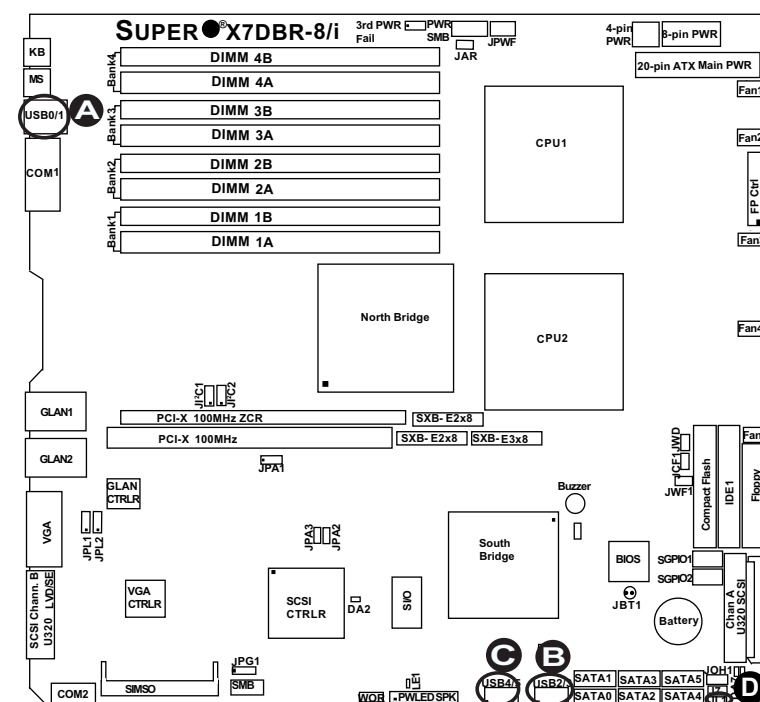 SUPER ® X7DBR-8/i
3rd PWR Fail
PWR SMB
JAR
JPWF
4-pin PWR
8-pin PWR
20-pin ATX Main PWR
KB
MS
USB0/1
A
COM1
Bank4
DIMM 4B
DIMM 4A
Bank3
DIMM 3B
DIMM 3A
Bank2
DIMM 2B
DIMM 2A
Bank1
DIMM 1B
DIMM 1A
CPU1
Fan1
Fan2
FP Ctrl
North Bridge
CPU2
Fan4
JI²C1
JI²C2
GLAN1
PCI-X 100MHz ZCR
SXB- E2x8
PCI-X 100MHz
SXB- E2x8
SXB-E3x8
GLAN2
JPA1
GLAN CTRLR
JWD
JCF1
JWF1
Compact Flash
IDE1
Fan
Floppy
Buzzer
VGA
JPL1
JPL2
JPA3
JPA2
South Bridge
BIOS
SGPIO1
SGPIO2
JBT1
Battery
Chan A
U320 SCSI
SCSI Chann. B
U320 LVD/SE
VGA CTRLR
SCSI CTRLR
DA2
SI/O
C
B
D
JPG1
SMB
SIMSO
COM2
LE1
WOR
PWLED SPK
USB4/5
USB2/
SATA1
SATA3
SATA5
SATA0
SATA2
SATA4
JOH1